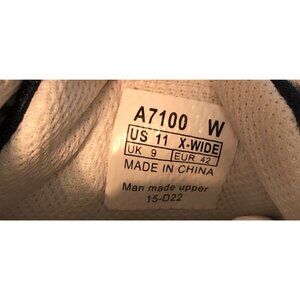 A7100 W
US 11 X-WIDE
UK 9 EUR 42
MADE IN CHINA
Man made upper
15-D22